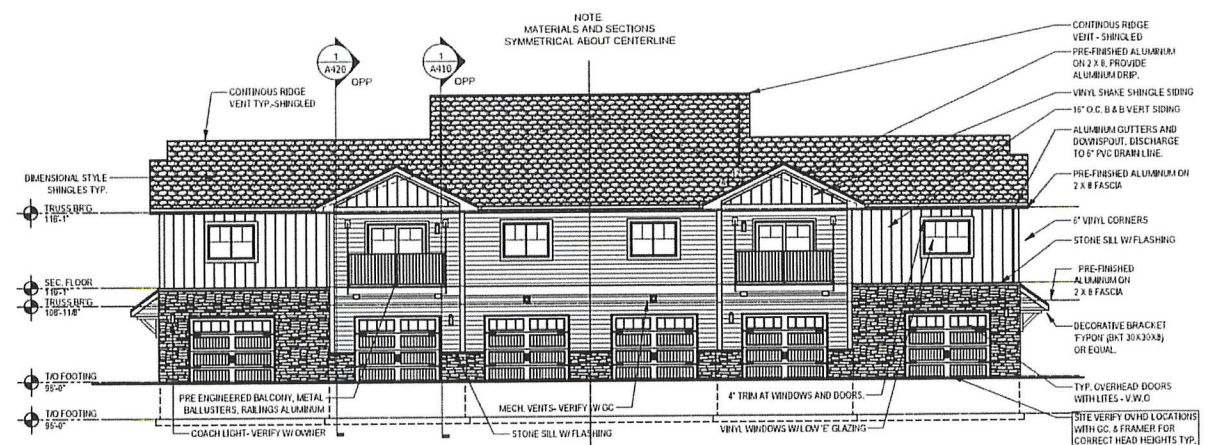 NOTE.
MATERIALS AND SECTIONS
SYMMETRICAL ABOUT CENTERLINE
1
A420
OPP
1
A410
OPP
CONTINOUS RIDGE
VENT TYP.-SHINGLED
DIMENSIONAL STYLE
SHINGLES TYP.
TRUSS BR'G
118'-1"
SEC. FLOOR
110'-1"
TRUSS BR'G
T/O FOOTING
T/O FOOTING
CONTINOUS RIDGE
VENT - SHINGLED
PRE-FINISHED ALUMINUM
ON 2 X 8, PROVIDE
ALUMINUM DRIP.
VINYL SHAKE SHINGLE SIDING
16" O.C. B & B VERT SIDING
ALUMINUM GUTTERS AND
DOWNSPOUT. DISCHARGE
TO 6" PVC DRAIN LINE.
PRE-FINISHED ALUMINUM ON
2 X 8 FASCIA
6" VINYL CORNERS
STONE SILL W/ FLASHING
PRE-FINISHED
ALUMINUM ON
2 X 8 FASCIA
DECORATIVE BRACKET
'FYPON' (BKT 30X30X8)
OR EQUAL.
TYP. OVERHEAD DOORS
WITH LITES - V.W.O
SITE VERIFY OVHD LOCATIONS
WITH GC. & FRAMER FOR
CORRECT HEAD HEIGHTS TYP.
PRE ENGINEERED BALCONY, METAL
BALLUSTERS, RAILINGS ALUMINUM
COACH LIGHT- VERIFY W/ OWNER
MECH. VENTS- VERIFY W/ GC
STONE SILL W/ FLASHING
4" TRIM AT WINDOWS AND DOORS.
VINYL WINDOWS W/ LOW 'E' GLAZING